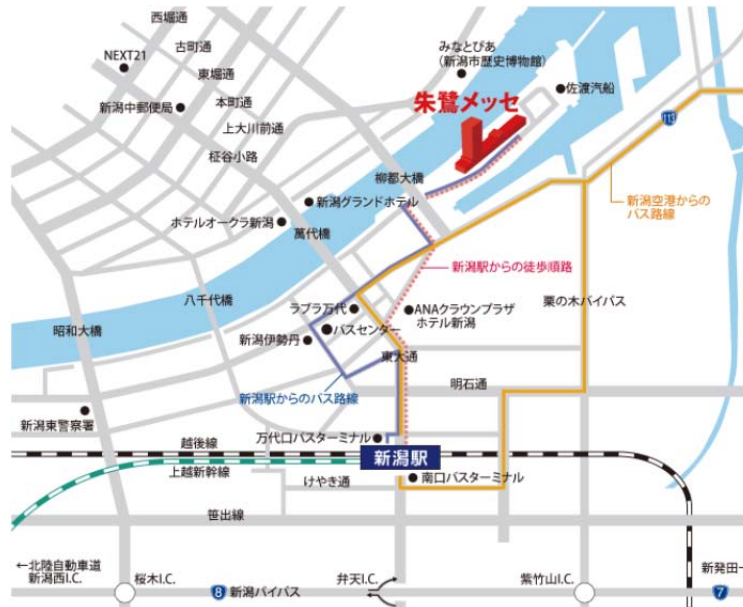 西堀通
古町通
NEXT21
東堀通
みなとぴあ
(新潟市歴史博物館)
佐渡汽船
新潟中郵便局
本町通
上大川前通
朱鷺メッセ
113
柾谷小路
柳都大橋
新潟グランドホテル
新潟空港からの
バス路線
ホテルオークラ新潟
萬代橋
新潟駅からの徒歩順路
八千代橋
ラブラ万代
ANAクラウンプラザ
ホテル新潟
栗の木バイパス
昭和大橋
バスセンター
新潟伊勢丹
東大通
新潟駅からのバス路線
明石通
新潟東警察署
万代口バスターミナル
越後線
新潟駅
上越新幹線
けやき通
南口バスターミナル
笹出線
←北陸自動車道
新潟西I.C.
桜木I.C.
弁天I.C.
紫竹山I.C.
新発田→
8
新潟バイパス
7